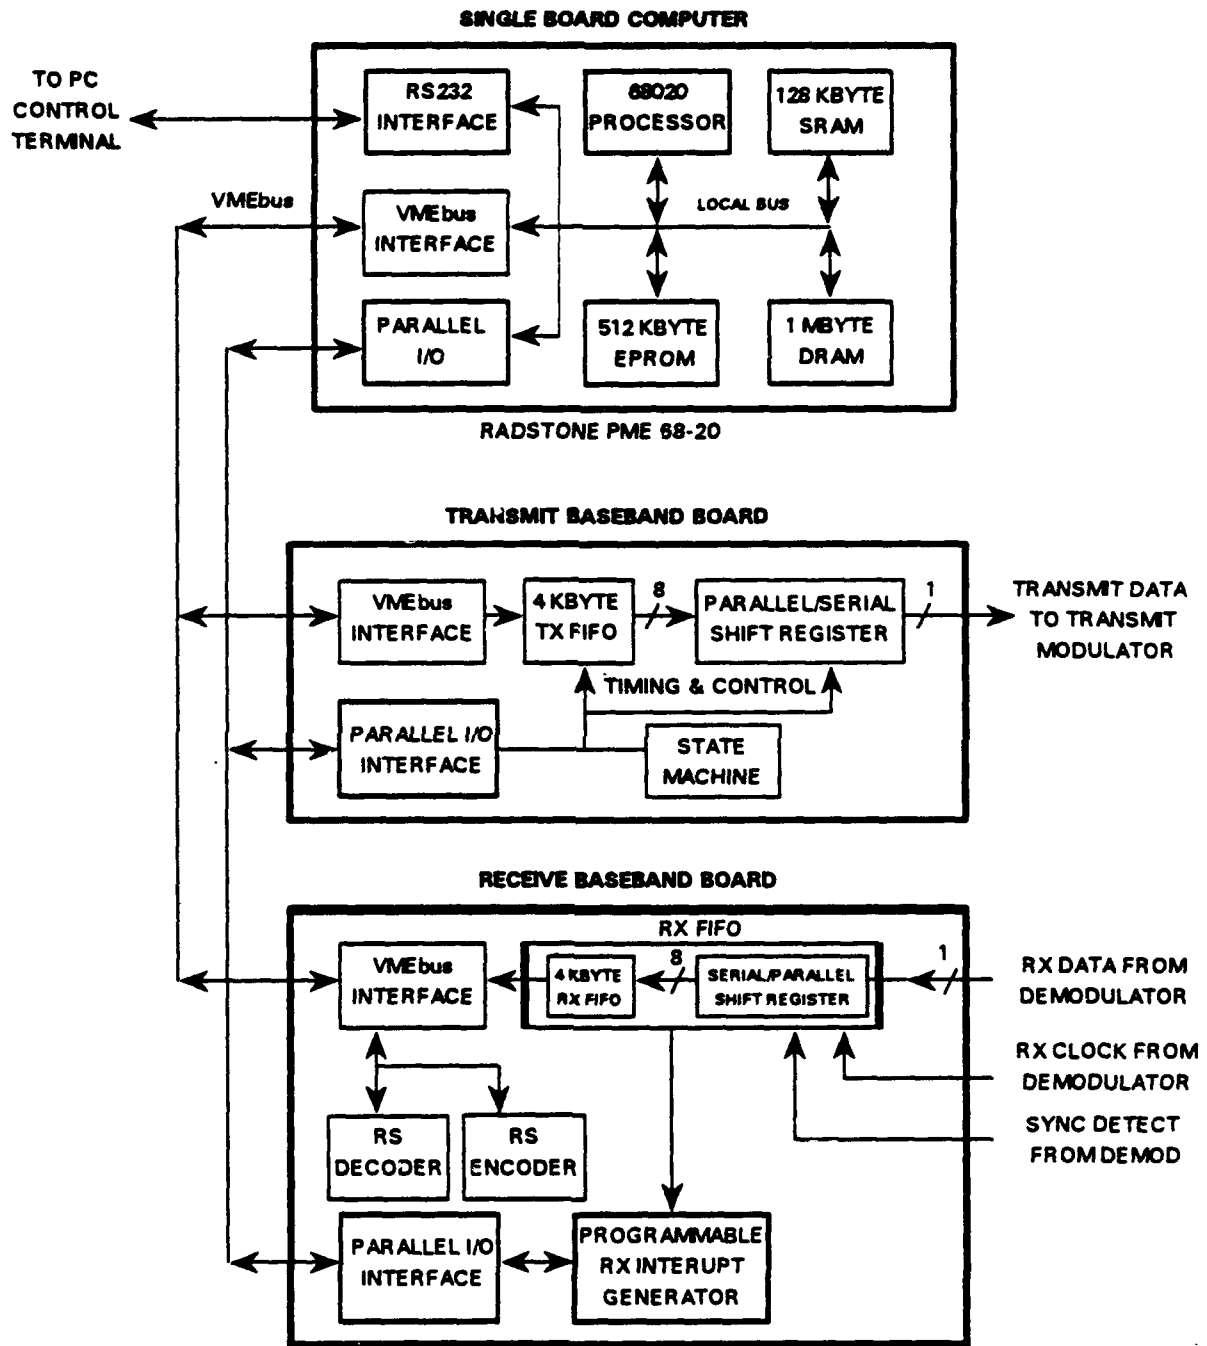 SINGLE BOARD COMPUTER
TO PC
CONTROL
TERMINAL
RS232
INTERFACE
68020
PROCESSOR
128 KBYTE
SRAM
VMEbus
VMEbus
INTERFACE
LOCAL BUS
PARALLEL
I/O
512 KBYTE
EPROM
1 MBYTE
DRAM
RADSTONE PME 68-20
TRANSMIT BASEBAND BOARD
VMEbus
INTERFACE
4 KBYTE
TX FIFO
8
PARALLEL/SERIAL
SHIFT REGISTER
1
TRANSMIT DATA
TO TRANSMIT
MODULATOR
TIMING & CONTROL
PARALLEL I/O
INTERFACE
STATE
MACHINE
RECEIVE BASEBAND BOARD
RX FIFO
VMEbus
INTERFACE
4 KBYTE
RX FIFO
8
SERIAL/PARALLEL
SHIFT REGISTER
1
RX DATA FROM
DEMODULATOR
RX CLOCK FROM
DEMODULATOR
SYNC DETECT
FROM DEMOD
RS
DECODER
RS
ENCODER
PARALLEL I/O
INTERFACE
PROGRAMMABLE
RX INTERUPT
GENERATOR